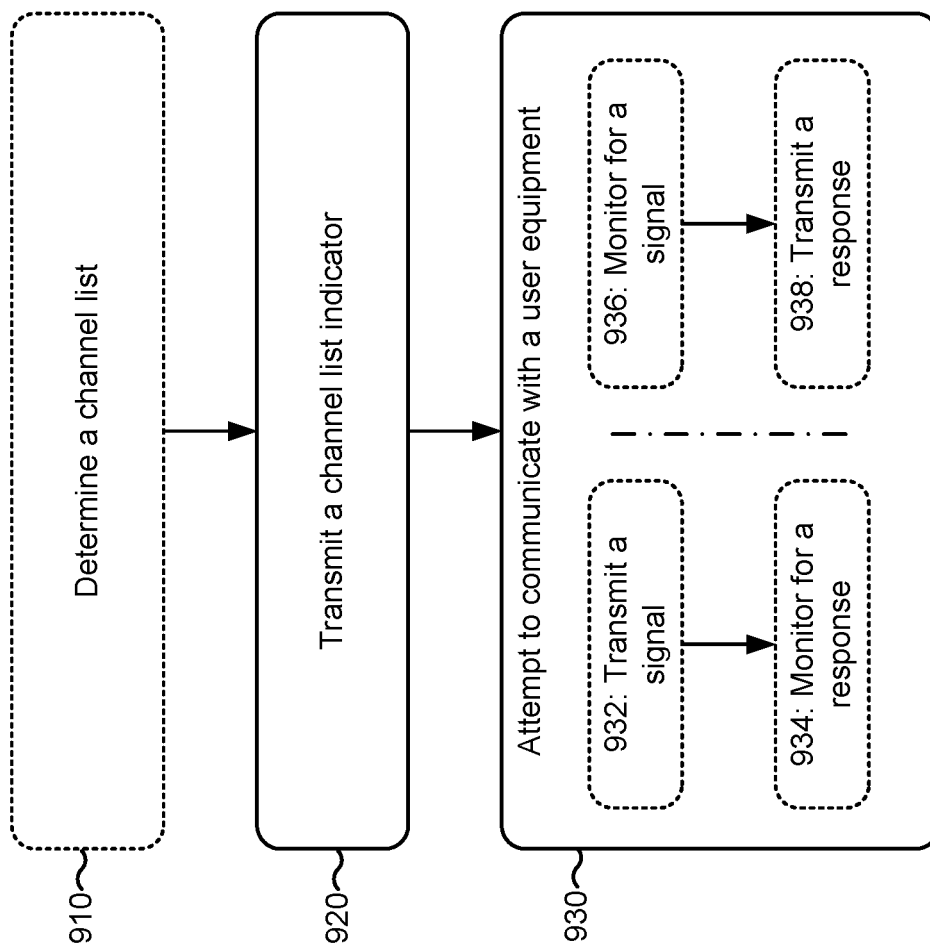 910
Determine a channel list
920
Transmit a channel list indicator
930
Attempt to communicate with a user equipment
932: Transmit a
signal
934: Monitor for a
response
936: Monitor for a
signal
938: Transmit a
response